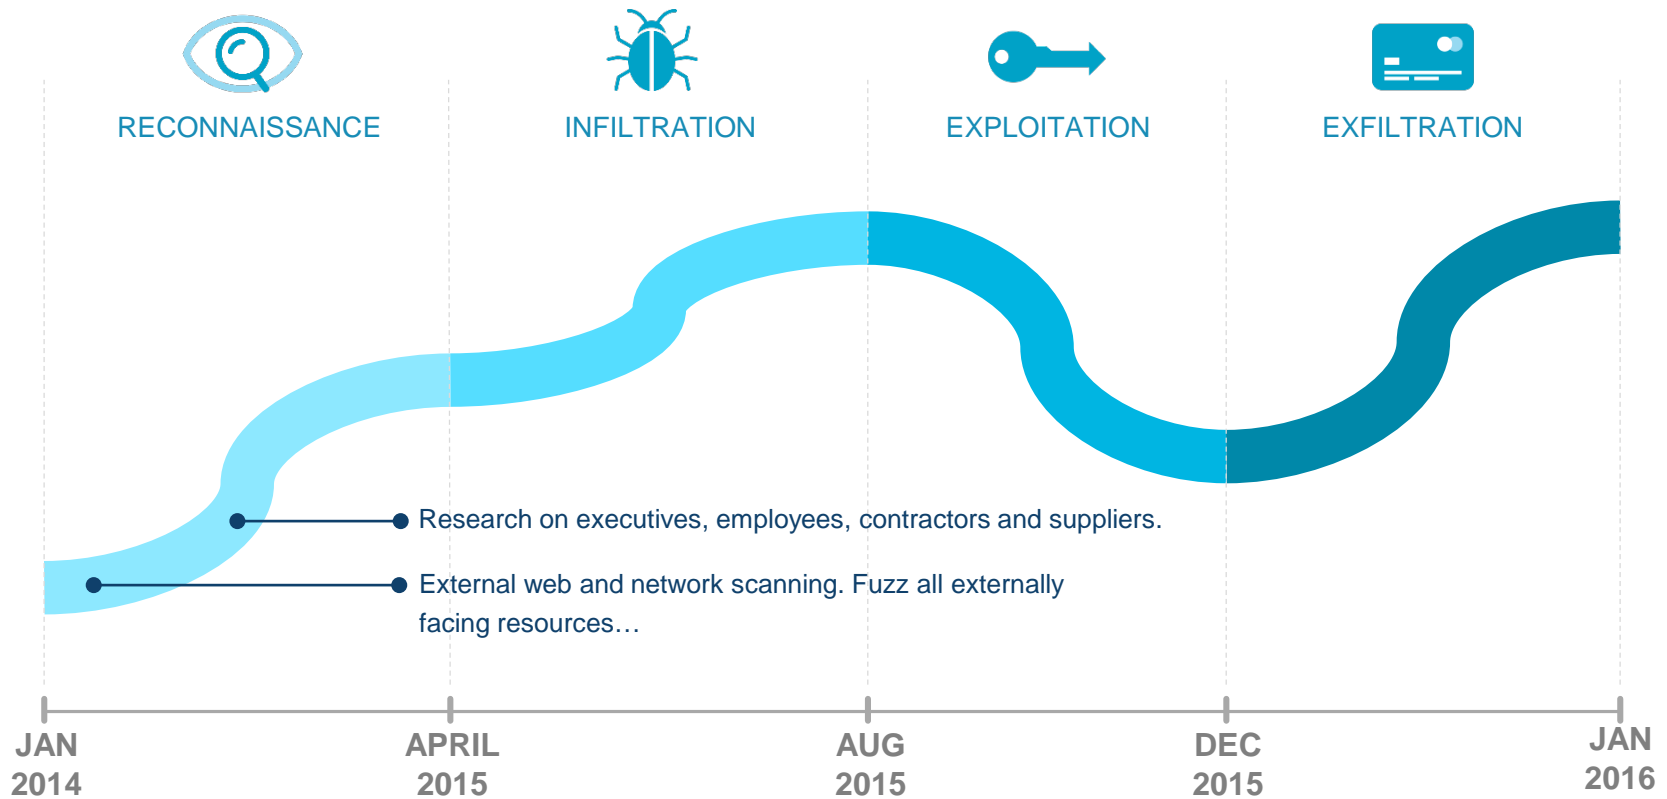 RECONNAISSANCE
INFILTRATION
EXPLOITATION
EXFILTRATION
Research on executives, employees, contractors and suppliers.
External web and network scanning. Fuzz all externally
facing resources…
JAN
2014
APRIL
2015
AUG
2015
DEC
2015
JAN
2016